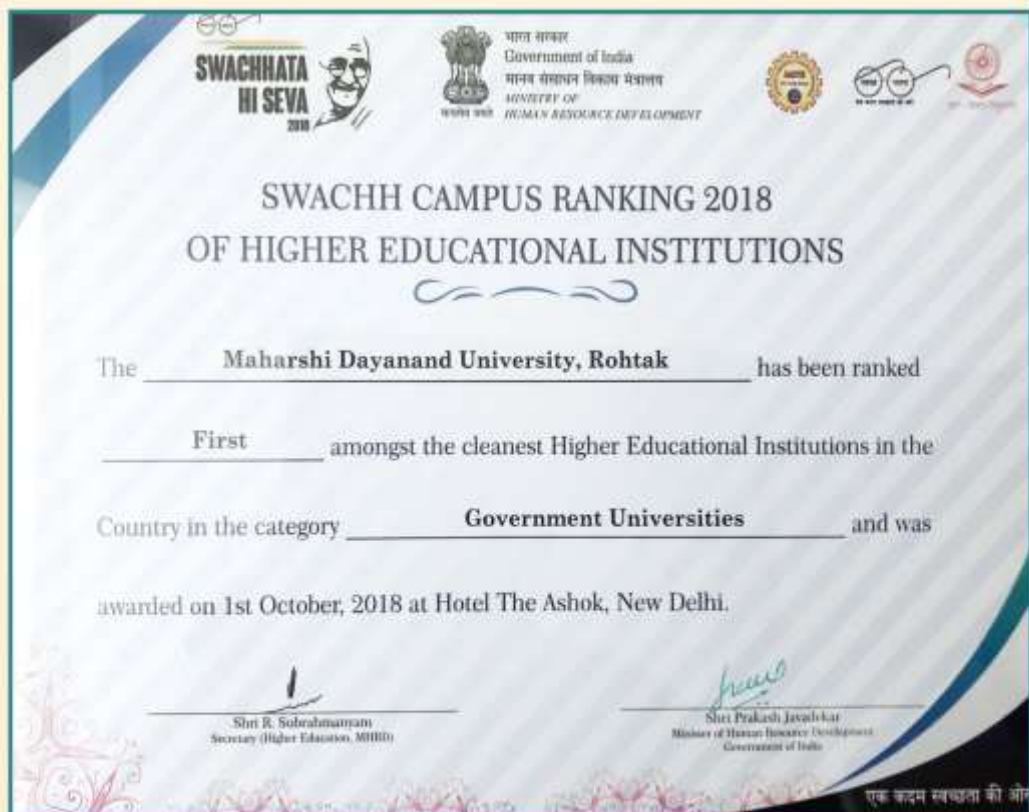 SWACHHATA
HI SEVA
2018
भारत सरकार
Government of India
मानव संसाधन विकास मंत्रालय
MINISTRY OF
HUMAN RESOURCE DEVELOPMENT
सत्यमेव जयते
SWACHH CAMPUS RANKING 2018
OF HIGHER EDUCATIONAL INSTITUTIONS
The Maharshi Dayanand University, Rohtak has been ranked
First amongst the cleanest Higher Educational Institutions in the
Country in the category Government Universities and was
awarded on 1st October, 2018 at Hotel The Ashok, New Delhi.
Shri R. Subrahmanyam
Secretary (Higher Education, MHRD)
Shri Prakash Javadekar
Minister of Human Resource Development
Government of India
एक कदम स्वच्छता की ओर